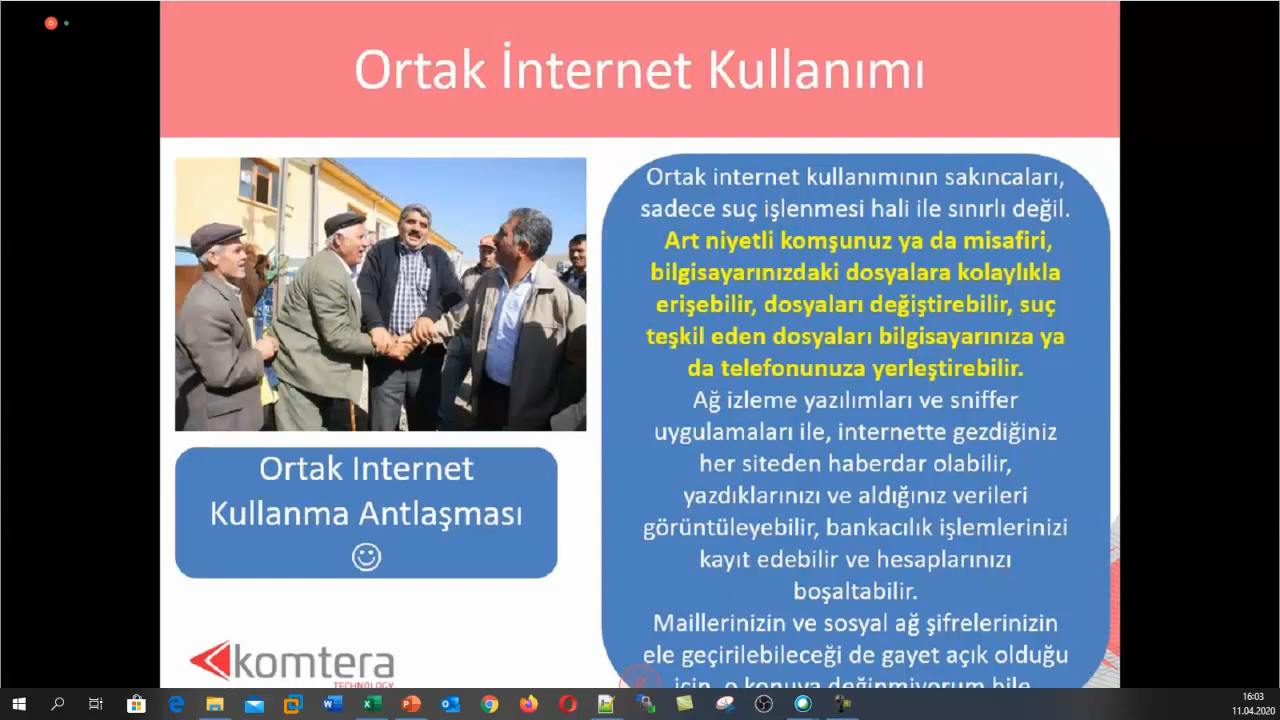 Ortak İnternet Kullanımı
Ortak internet kullanımının sakıncaları,
sadece suç işlenmesi hali ile sınırlı değil.
Art niyetli komşunuz ya da misafiri,
bilgisayarınızdaki dosyalara kolaylıkla
erişebilir, dosyaları değiştirebilir, suç
teşkil eden dosyaları bilgisayarınıza ya
da telefonunuza yerleştirebilir.
Ağ izleme yazılımları ve sniffer
uygulamaları ile, internette gezdiğiniz
her siteden haberdar olabilir,
yazdıklarınızı ve aldığınız verileri
görüntüleyebilir, bankacılık işlemlerinizi
kayıt edebilir ve hesaplarınızı
boşaltabilir.
Maillerinizin ve sosyal ağ şifrelerinizin
ele geçirilebileceği de gayet açık olduğu
için, o konuya değinmiyorum bile
Ortak Internet
Kullanma Antlaşması
komtera
TECHNOLOGY
16:03
11.04.2020